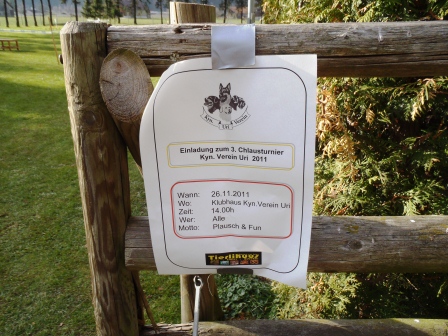 Kyn. Uri Verein
Einladung zum 3. Chlausturnier
Kyn. Verein Uri 2011
Wann: 26.11.2011
Wo: Klubhaus Kyn.Verein Uri
Zeit: 14.00h
Wer: Alle
Motto: Plausch & Fun